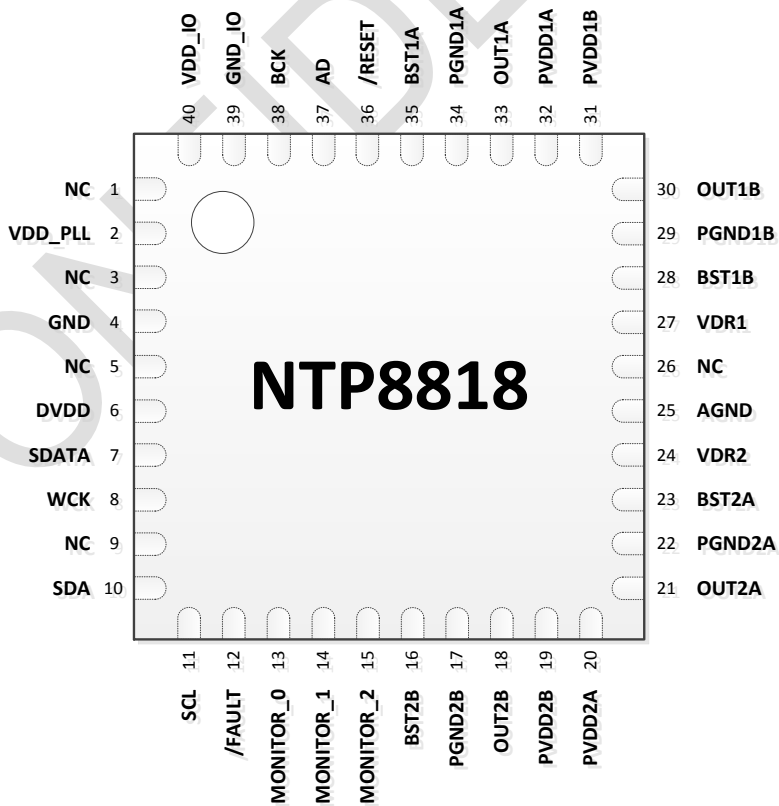 40 VDD_IO
39 GND_IO
38 BCK
37 AD
36 /RESET
35 BST1A
34 PGND1A
33 OUT1A
32 PVDD1A
31 PVDD1B
NC 1
VDD_PLL 2
NC 3
GND 4
NC 5
DVDD 6
SDATA 7
WCK 8
NC 9
SDA 10
NTP8818
30 OUT1B
29 PGND1B
28 BST1B
27 VDR1
26 NC
25 AGND
24 VDR2
23 BST2A
22 PGND2A
21 OUT2A
SCL 11
/FAULT 12
MONITOR_0 13
MONITOR_1 14
MONITOR_2 15
BST2B 16
PGND2B 17
OUT2B 18
PVDD2B 19
PVDD2A 20